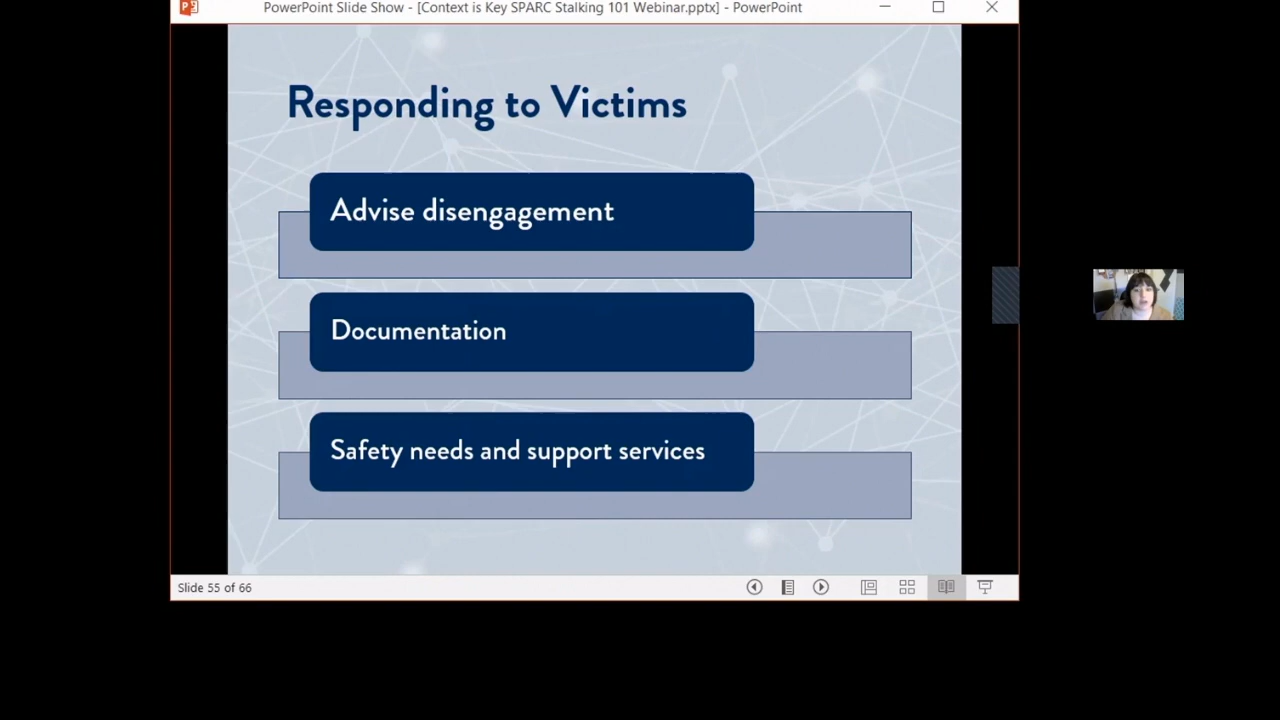 PowerPoint Slide Show - [Context is Key SPARC Stalking 101 Webinar.pptx] - PowerPoint
Responding to Victims
Advise disengagement
Documentation
Safety needs and support services
Slide 55 of 66